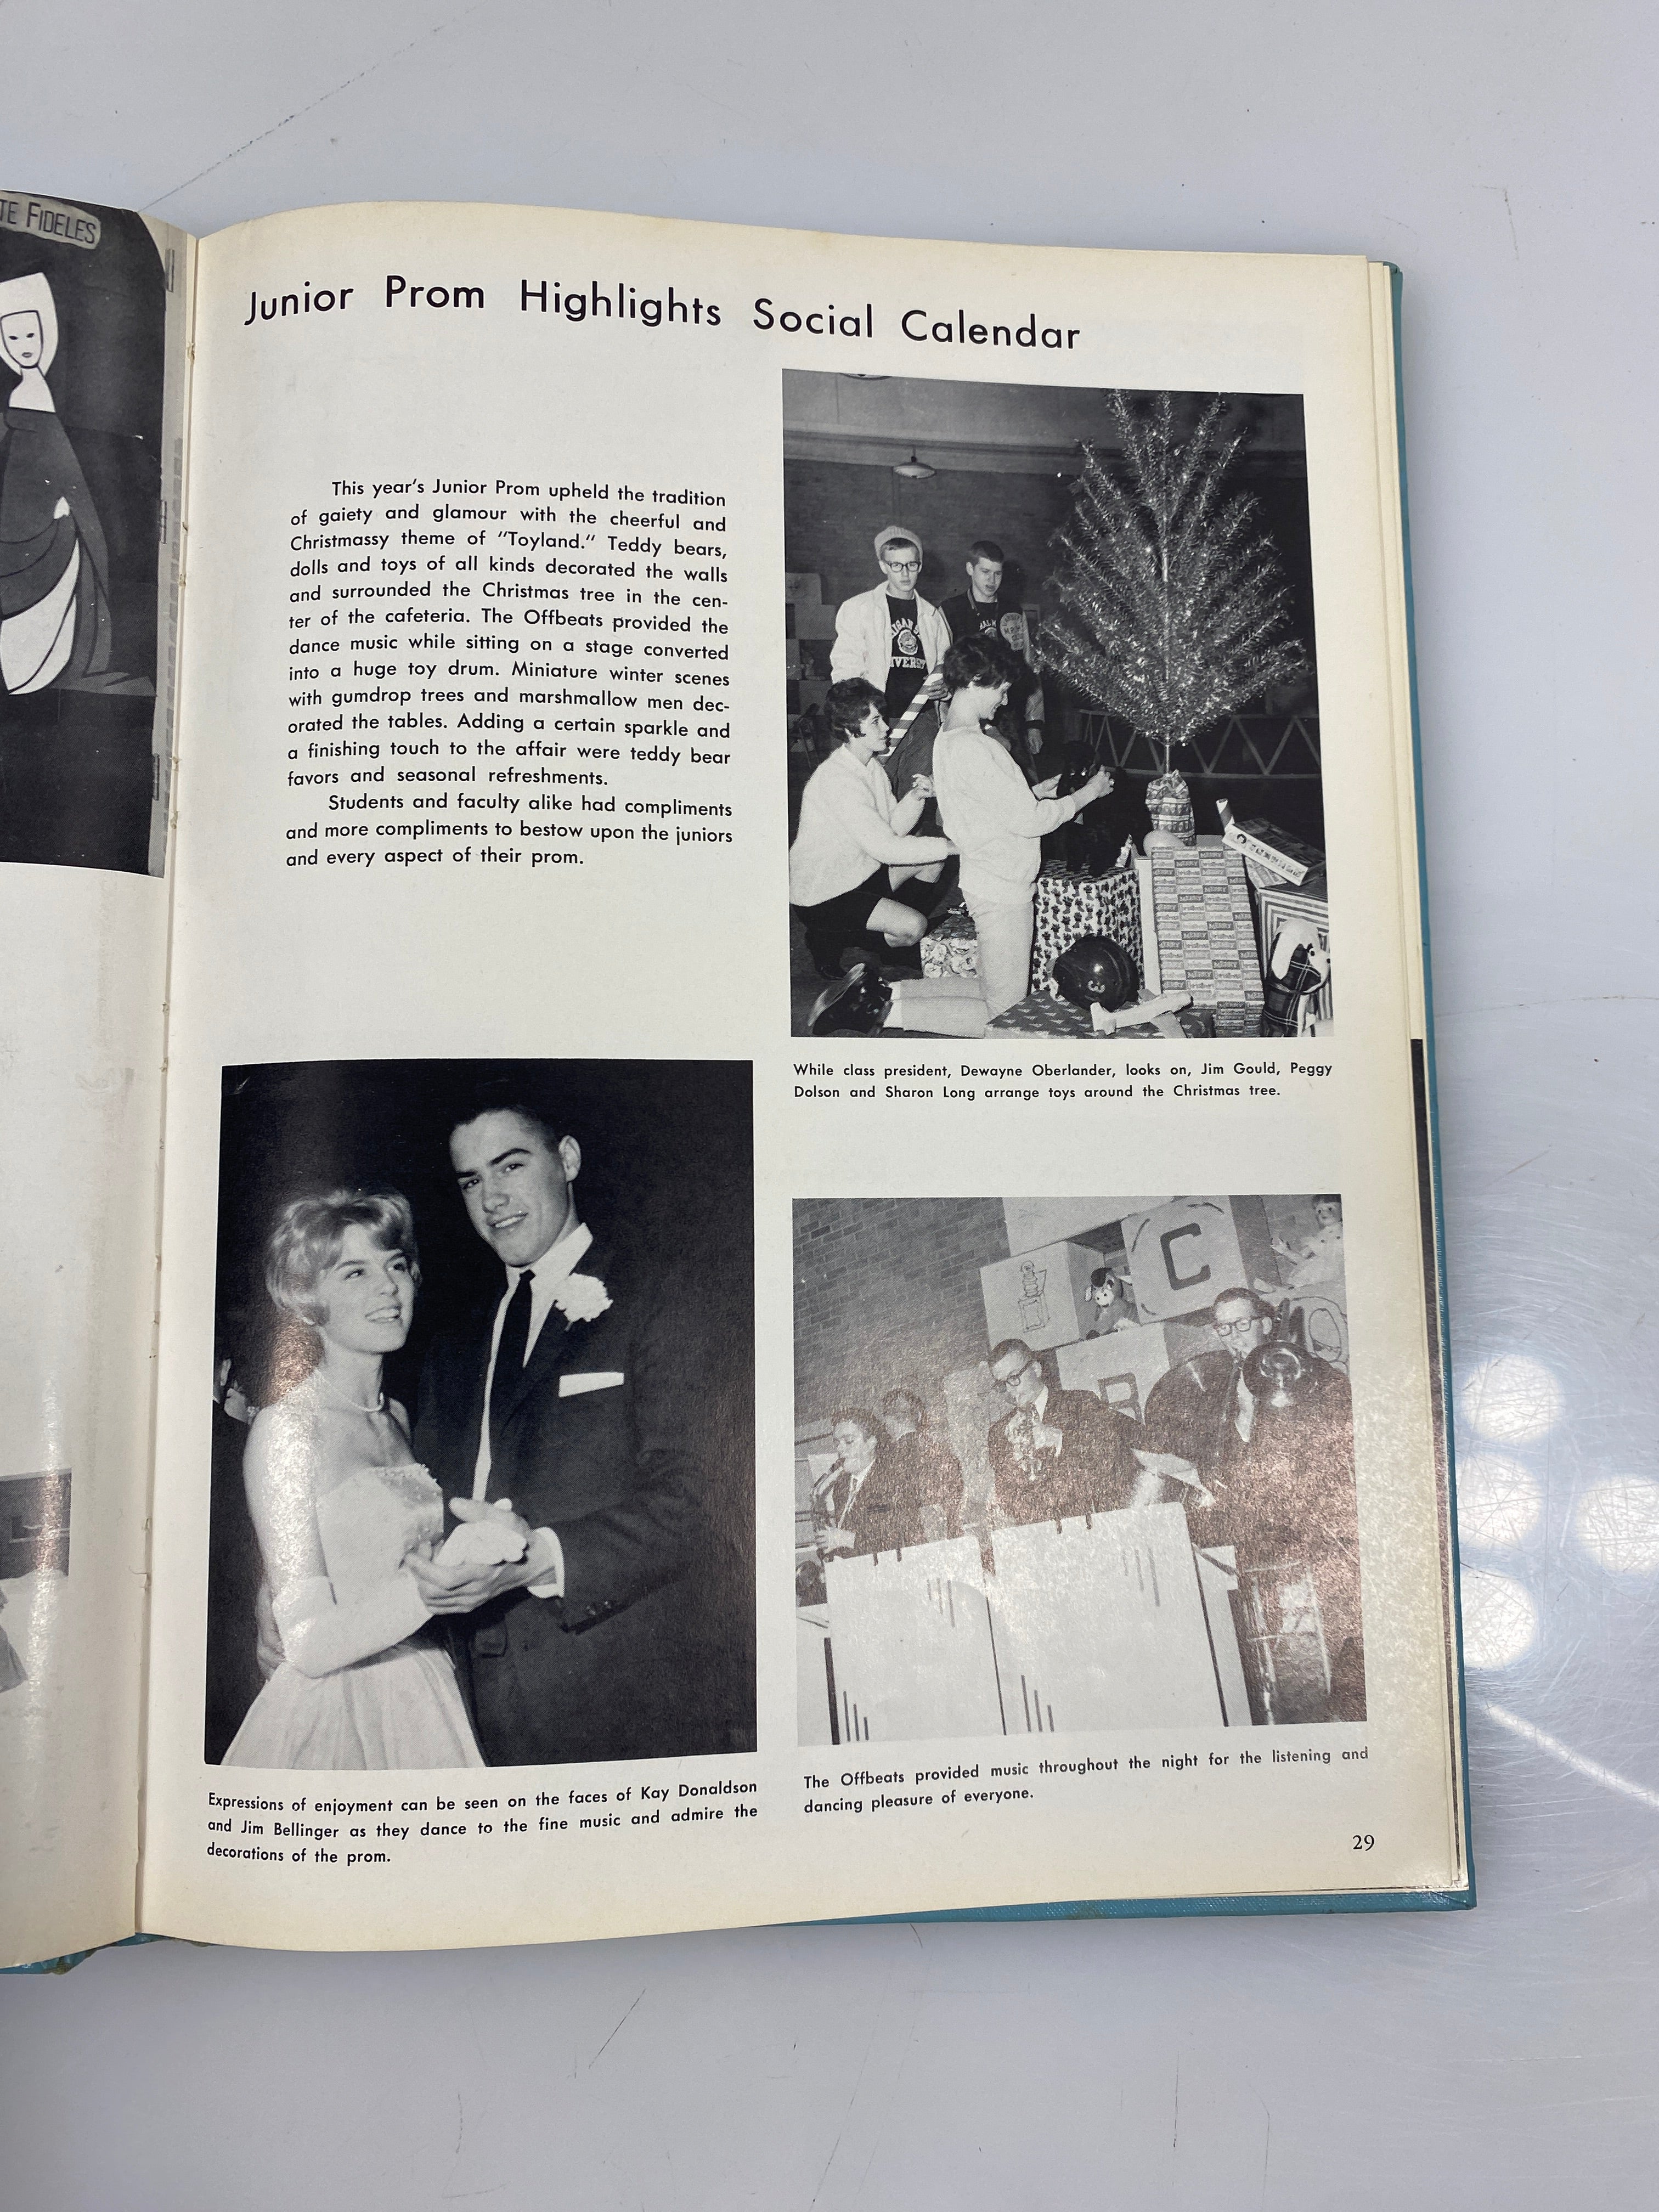 TE FIDELES
Junior Prom Highlights Social Calendar
This year's Junior Prom upheld the tradition
of gaiety and glamour with the cheerful and
Christmassy theme of "Toyland." Teddy bears,
dolls and toys of all kinds decorated the walls
and surrounded the Christmas tree in the cen-
ter of the cafeteria. The Offbeats provided the
dance music while sitting on a stage converted
into a huge toy drum. Miniature winter scenes
with gumdrop trees and marshmallow men dec-
orated the tables. Adding a certain sparkle and
a finishing touch to the affair were teddy bear
favors and seasonal refreshments.
Students and faculty alike had compliments
and more compliments to bestow upon the juniors
and every aspect of their prom.
3
MERRY
While class president, Dewayne Oberlander, looks on, Jim Gould, Peggy
Dolson and Sharon Long arrange toys around the Christmas tree.
C
Expressions of enjoyment can be seen on the faces of Kay Donaldson
and Jim Bellinger as they dance to the fine music and admire the
decorations of the prom.
The Offbeats provided music throughout the night for the listening and
dancing pleasure of everyone.
29